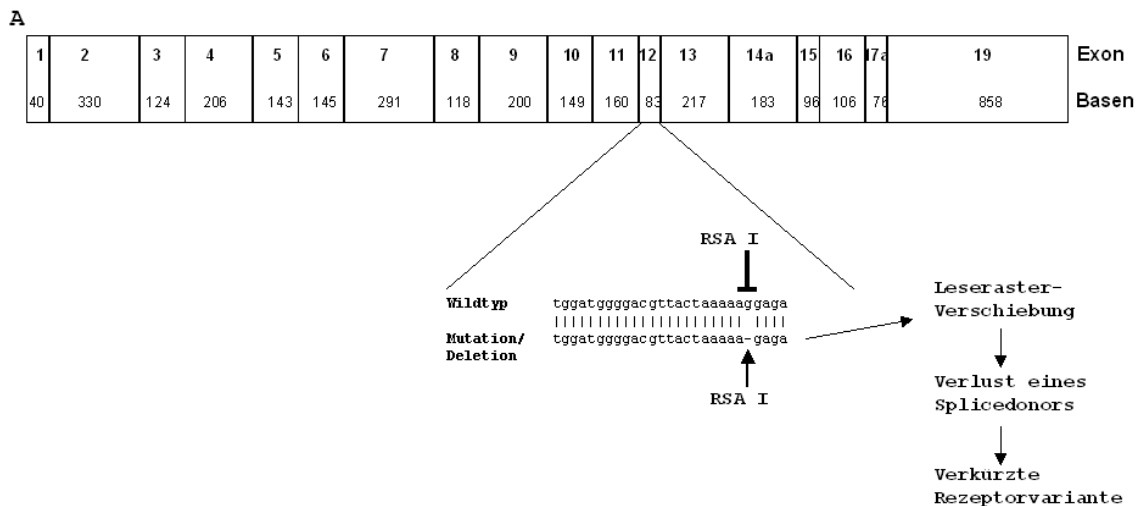 A
1 2 3 4 5 6 7 8 9 10 11 12 13 14a 15 16 17a 19 Exon
40 330 124 206 143 145 291 118 200 149 160 83 217 183 96 106 76 858 Basen
RSA I
Wildtyp tggatggggacgttactaaaaaggaga
Mutation/ tggatggggacgttactaaaaa-gaga
Deletion
RSA I
Leseraster-
Verschiebung
Verlust eines
Splicedonors
Verkürzte
Rezeptorvariante